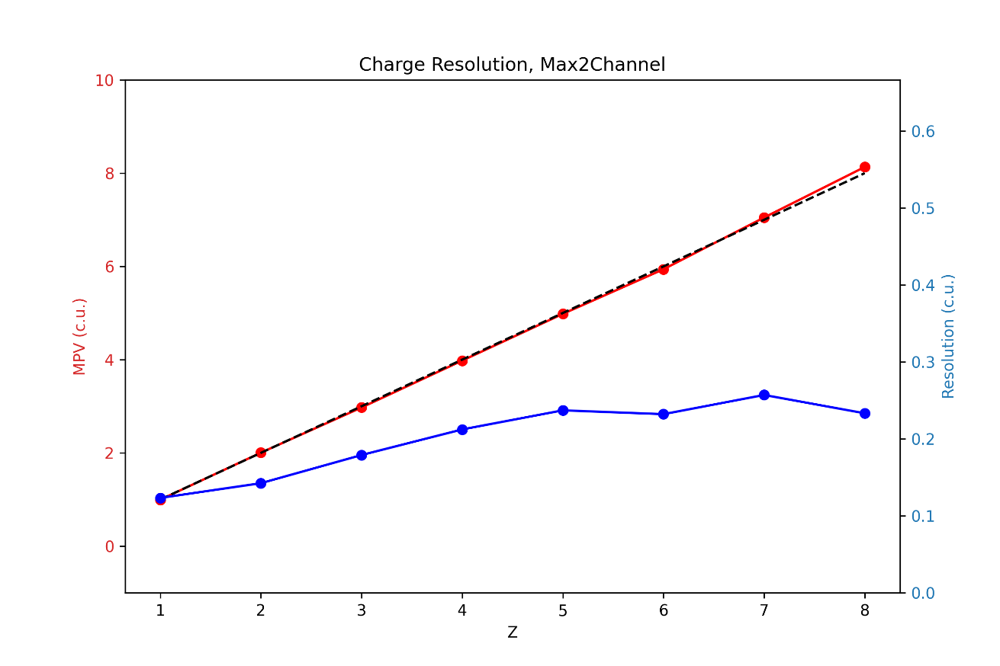 Charge Resolution, Max2Channel
10
8
6
4
2
0
MPV (c.u.)
0.6
0.5
0.4
0.3
0.2
0.1
0.0
Resolution (c.u.)
1 2 3 4 5 6 7 8
Z